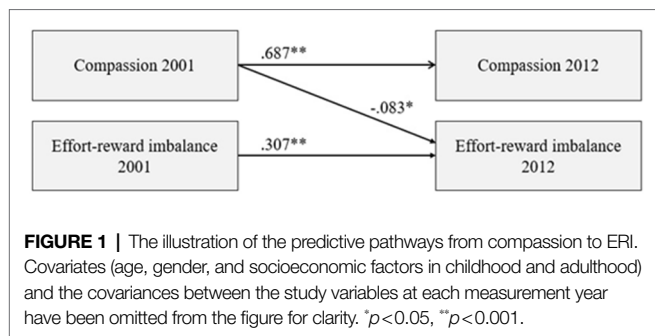 .687**
Compassion 2001
Compassion 2012
-.083*
Effort-reward imbalance
2001
.307**
Effort-reward imbalance
2012
FIGURE 1 | The illustration of the predictive pathways from compassion to ERI.
Covariates (age, gender, and socioeconomic factors in childhood and adulthood)
and the covariances between the study variables at each measurement year
have been omitted from the figure for clarity. *p<0.05, **p<0.001.